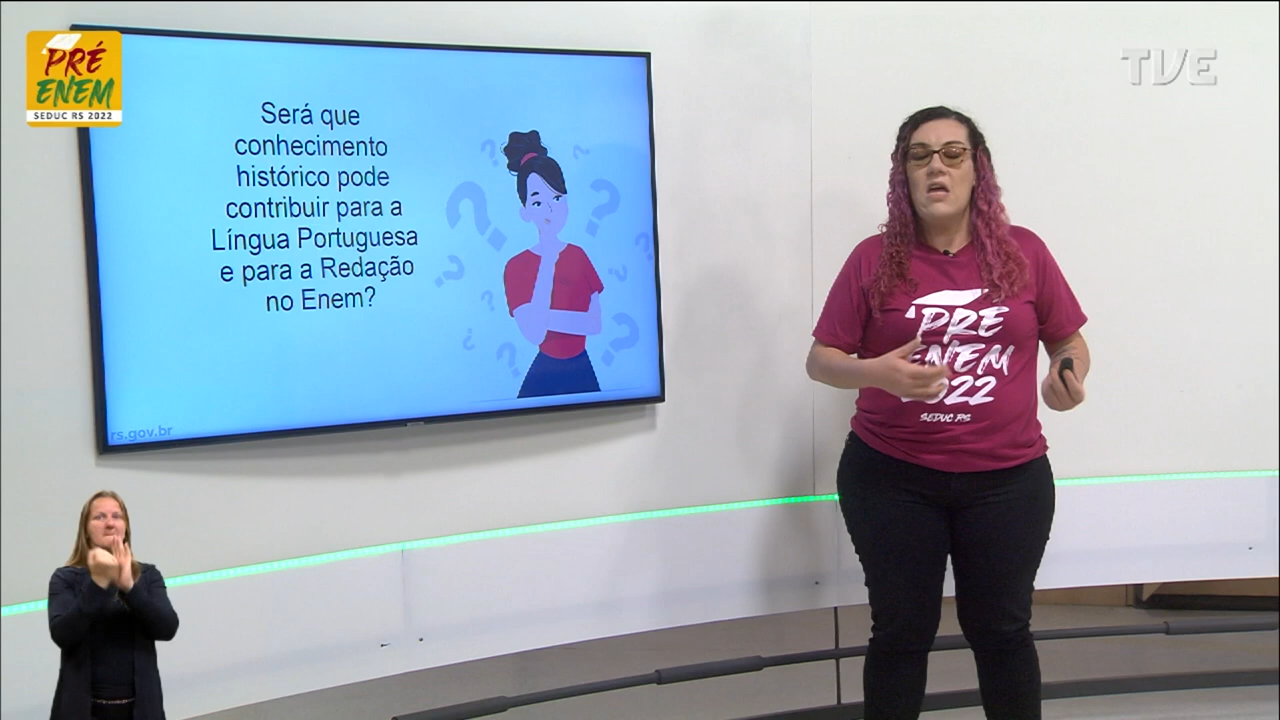 PRÉ
ENEM
SEDUC RS 2022
TVE
Será que
conhecimento
histórico pode
contribuir para a
Língua Portuguesa
e para a Redação
no Enem?
rs.gov.br
PRÉ
ENEM
2022
SEDUC RS